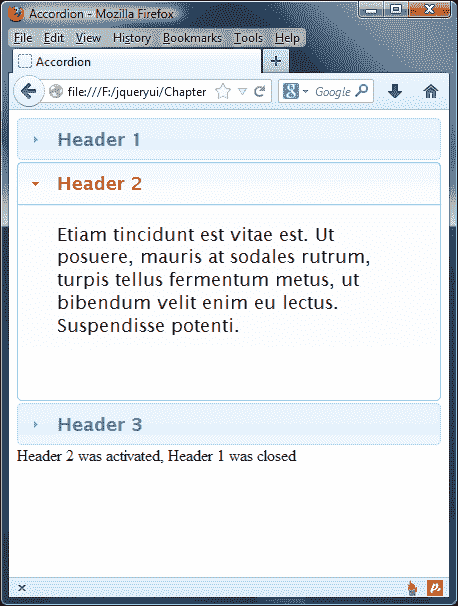 Accordion - Mozilla Firefox
File Edit View History Bookmarks Tools Help
Accordion
file:///F:/jqueryui/Chapter
Google
Header 1
Header 2
Etiam tincidunt est vitae est. Ut
posuere, mauris at sodales rutrum,
turpis tellus fermentum metus, ut
bibendum velit enim eu lectus.
Suspendisse potenti.
Header 3
Header 2 was activated, Header 1 was closed